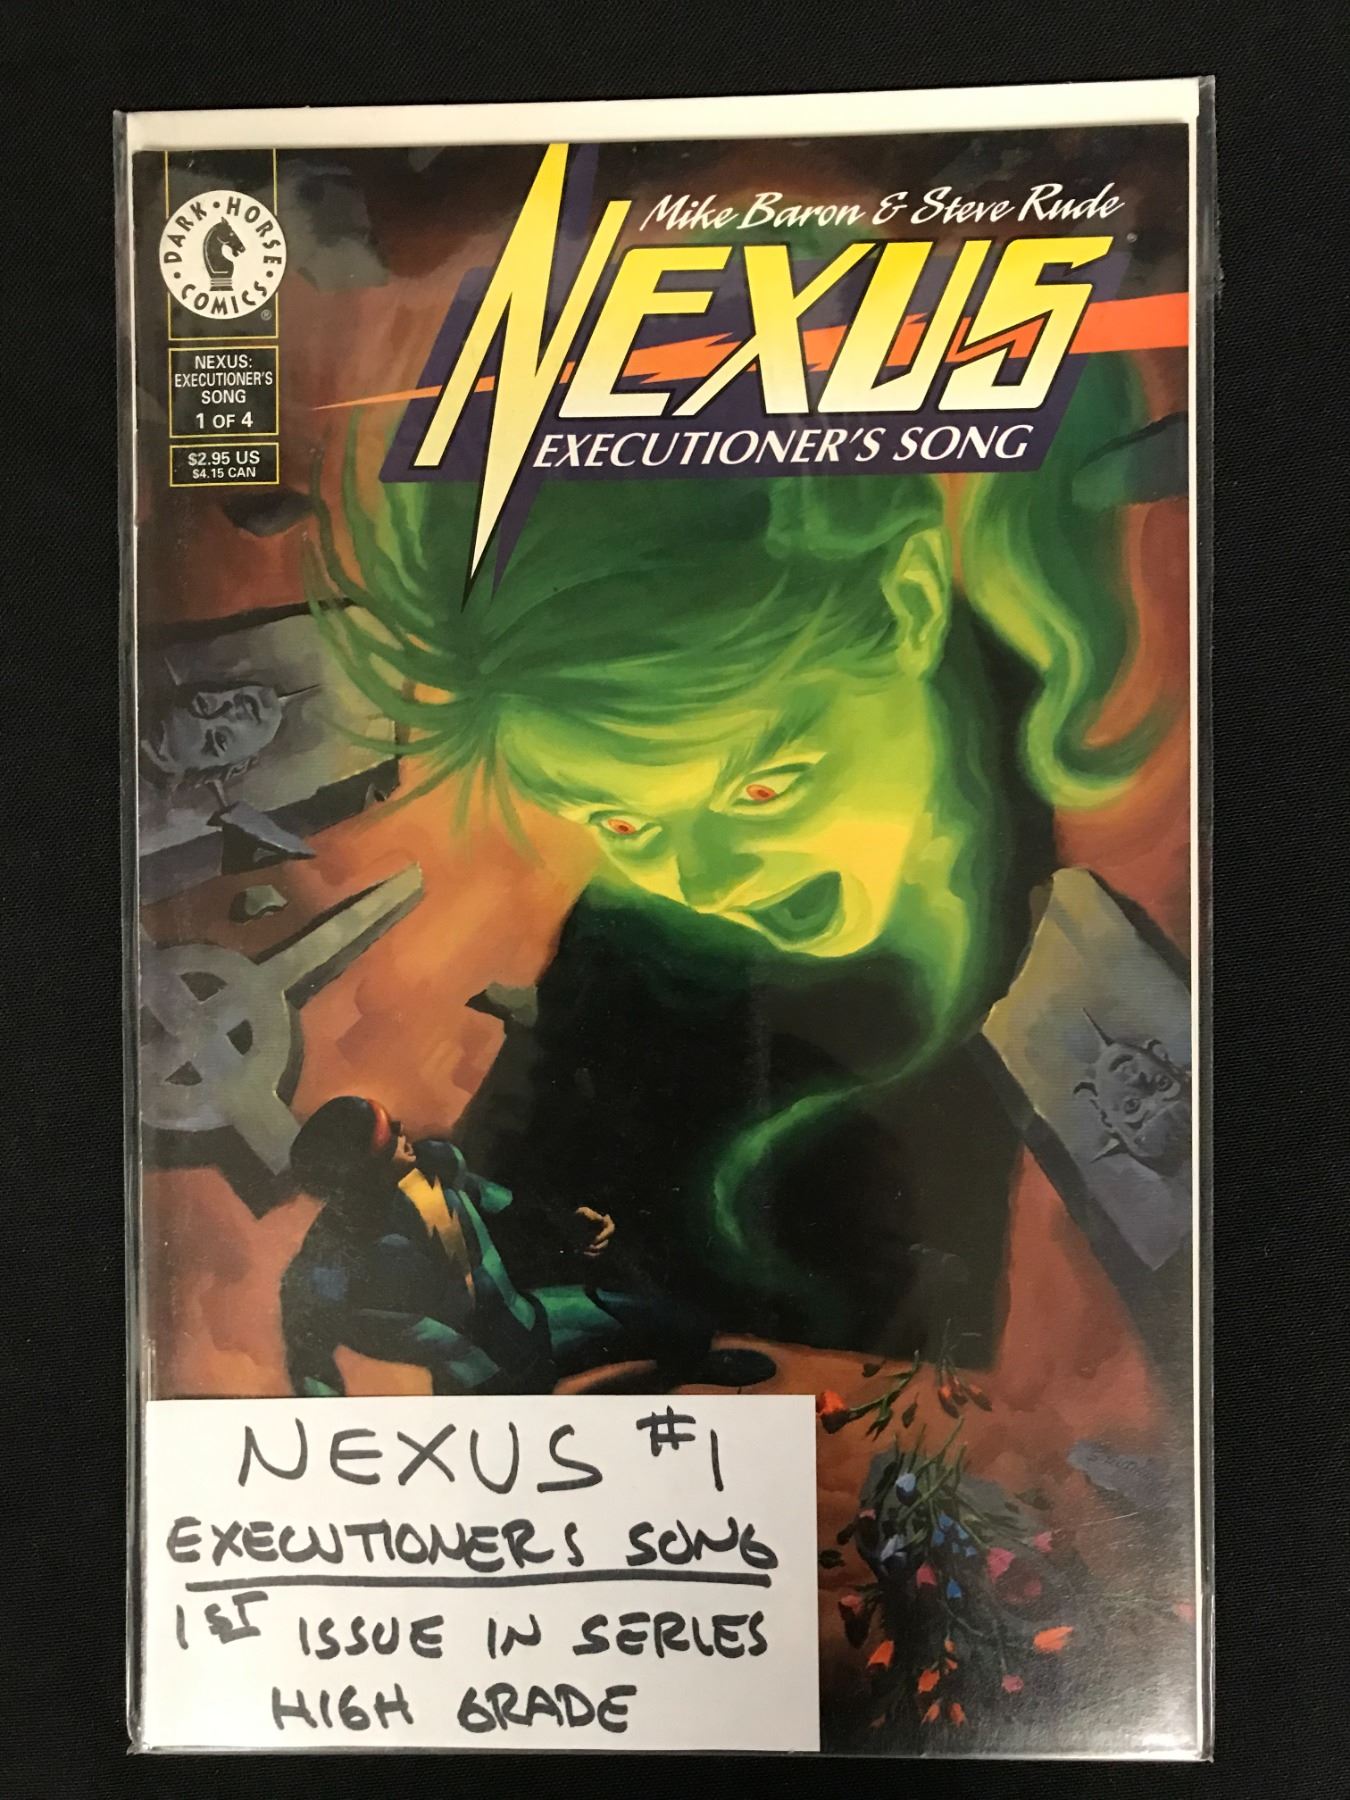 Mike Baron & Steve Rude
NEXUS
EXECUTIONER'S SONG
DARK • HORSE
COMICS
®
NEXUS:
EXECUTIONER'S
SONG
1 OF 4
$2.95 US
$4.15 CAN
NEXUS #1
EXECUTIONERS SONG
1ST ISSUE IN SERIES
HIGH GRADE